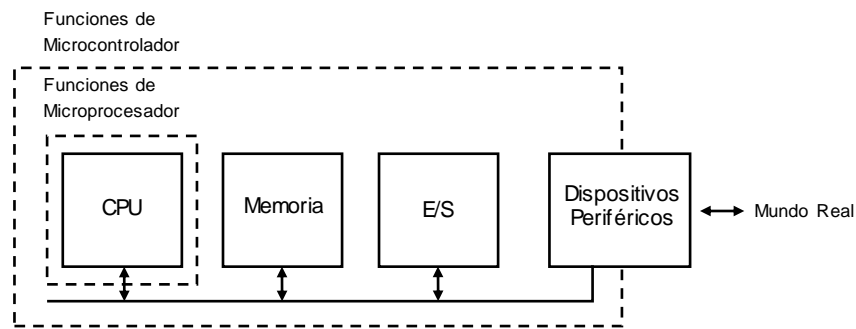 Funciones de
Microcontrolador
Funciones de
Microprocesador
CPU
Memoria
E/S
Dispositivos
Periféricos
Mundo Real